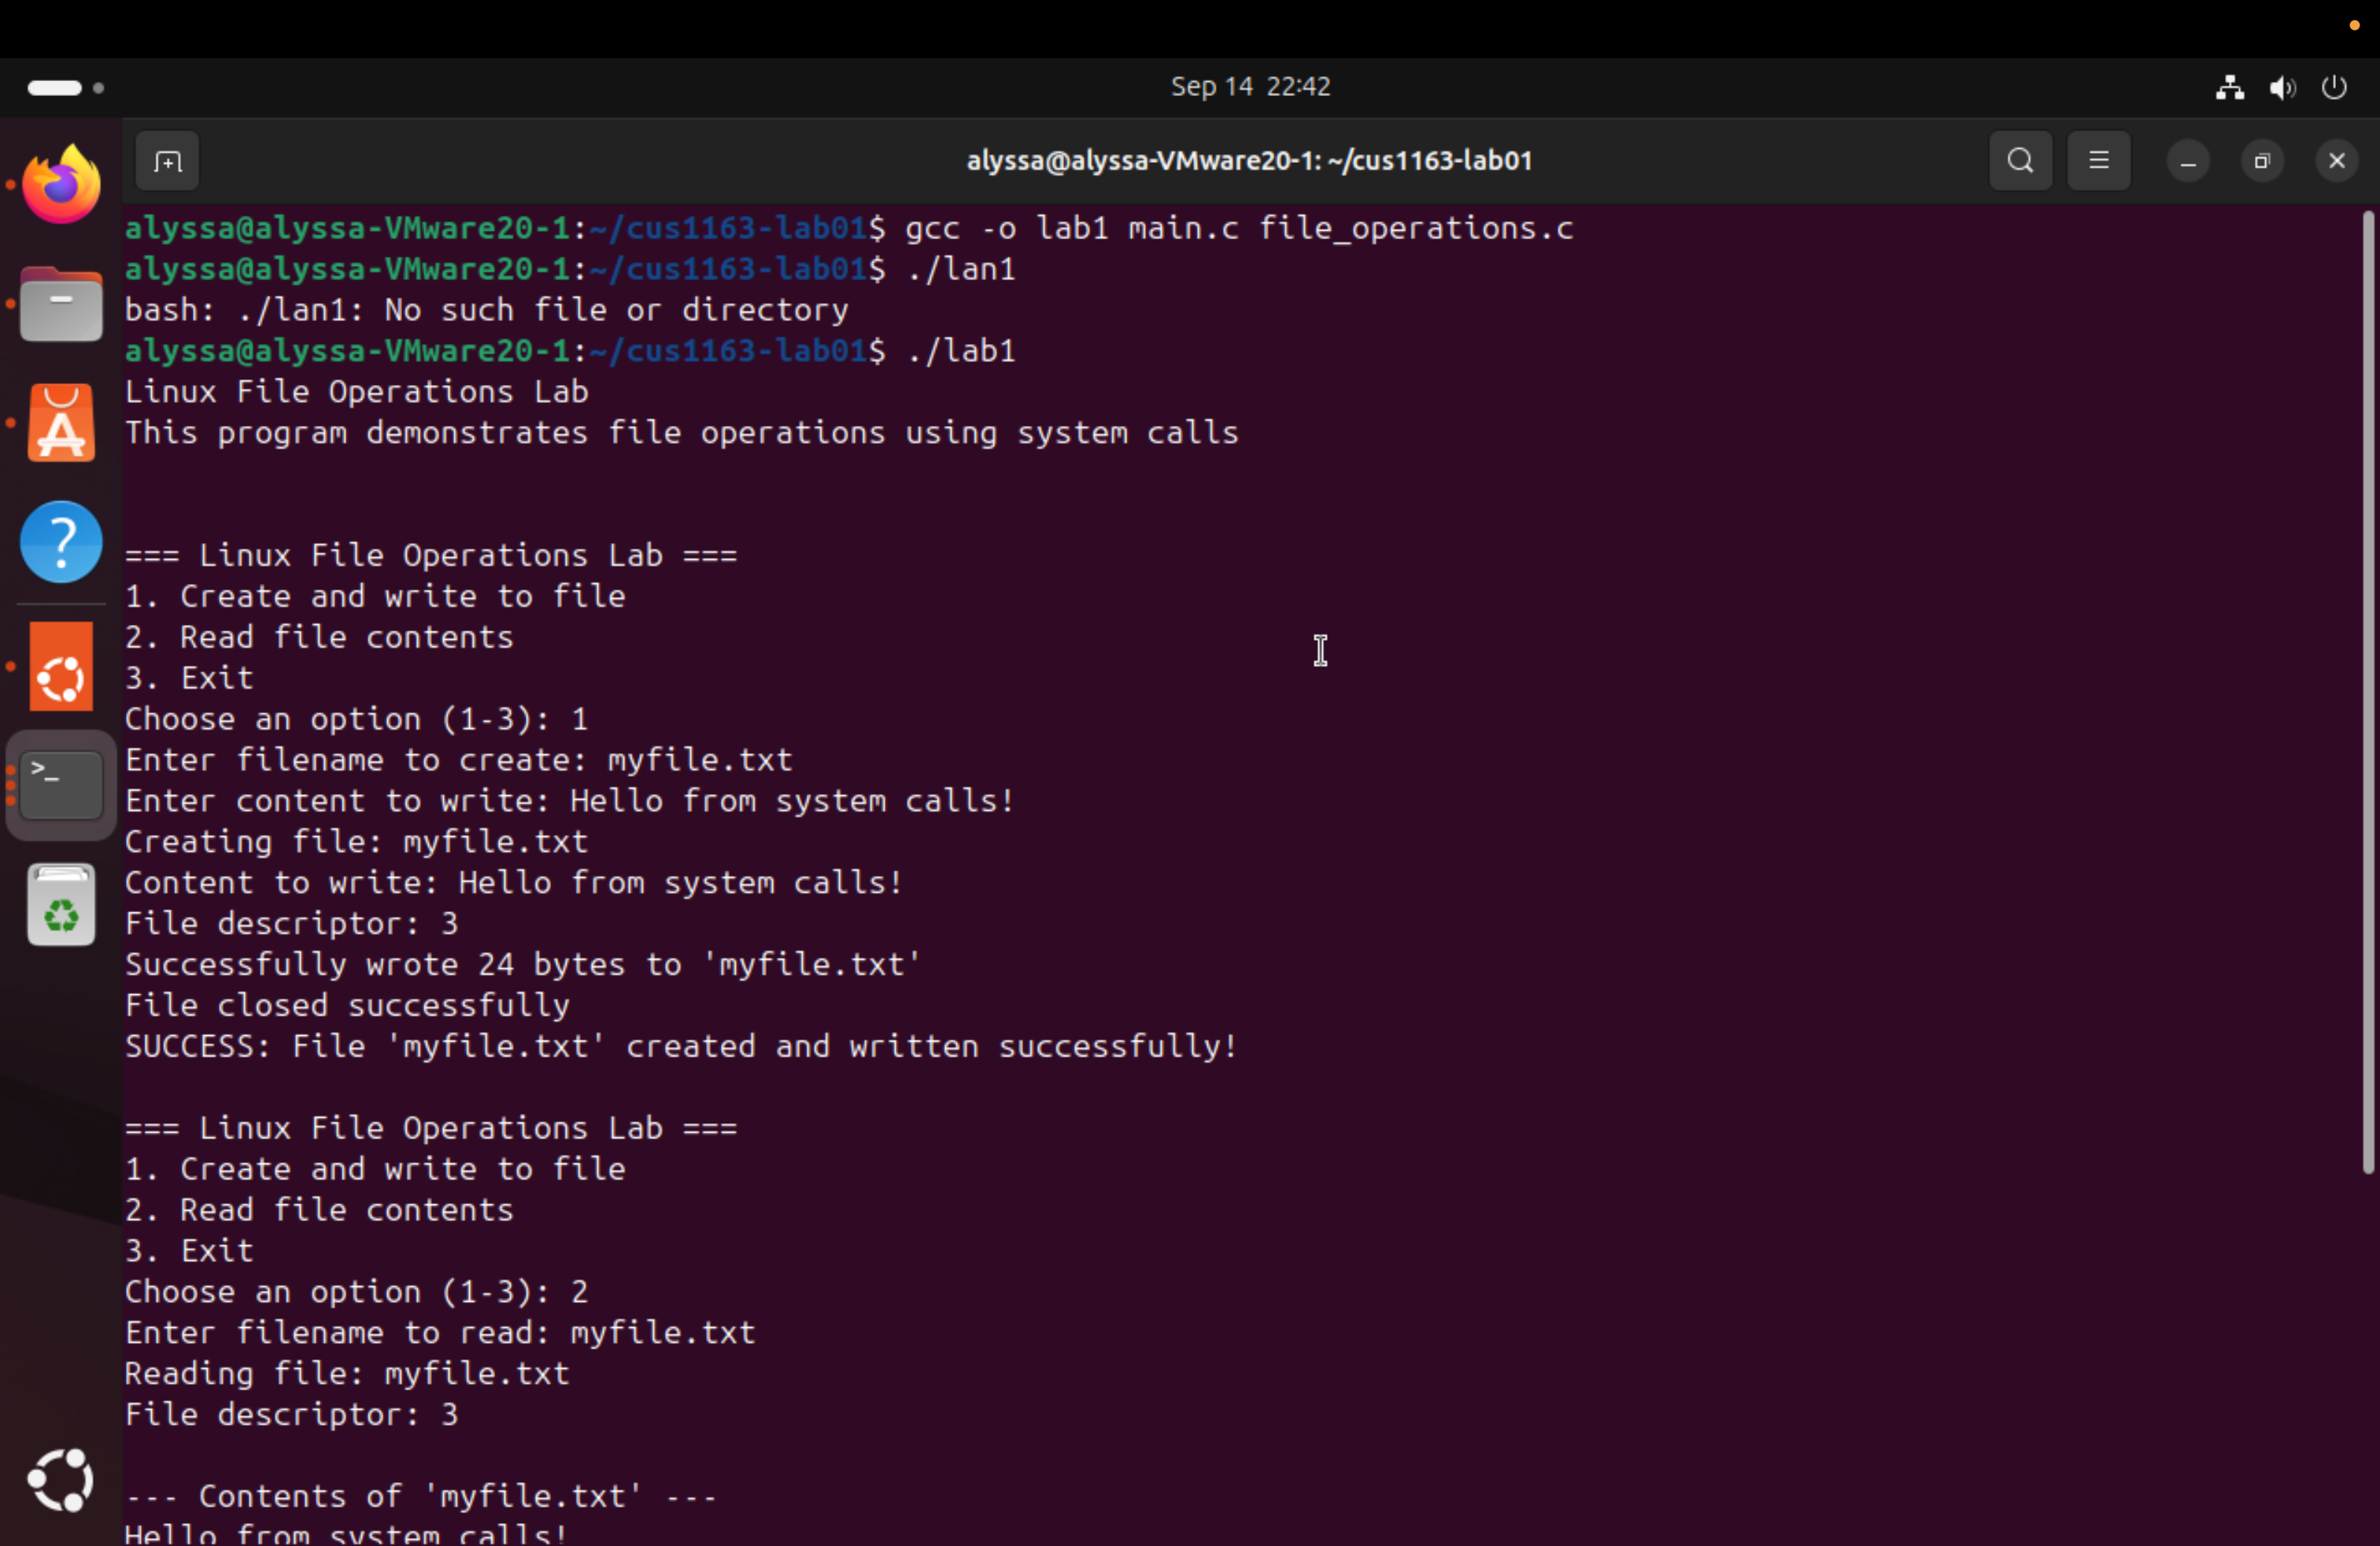 Sep 14 22:42
alyssa@alyssa-VMware20-1: ~/cus1163-lab01
alyssa@alyssa-VMware20-1:~/cus1163-lab01$ gcc -o lab1 main.c file_operations.c
alyssa@alyssa-VMware20-1:~/cus1163-lab01$ ./lan1
bash: ./lan1: No such file or directory
alyssa@alyssa-VMware20-1:~/cus1163-lab01$ ./lab1
Linux File Operations Lab
This program demonstrates file operations using system calls
=== Linux File Operations Lab ===
1. Create and write to file
2. Read file contents
3. Exit
Choose an option (1-3): 1
Enter filename to create: myfile.txt
Enter content to write: Hello from system calls!
Creating file: myfile.txt
Content to write: Hello from system calls!
File descriptor: 3
Successfully wrote 24 bytes to 'myfile.txt'
File closed successfully
SUCCESS: File 'myfile.txt' created and written successfully!
=== Linux File Operations Lab ===
1. Create and write to file
2. Read file contents
3. Exit
Choose an option (1-3): 2
Enter filename to read: myfile.txt
Reading file: myfile.txt
File descriptor: 3
--- Contents of 'myfile.txt' ---
Hello from system calls!